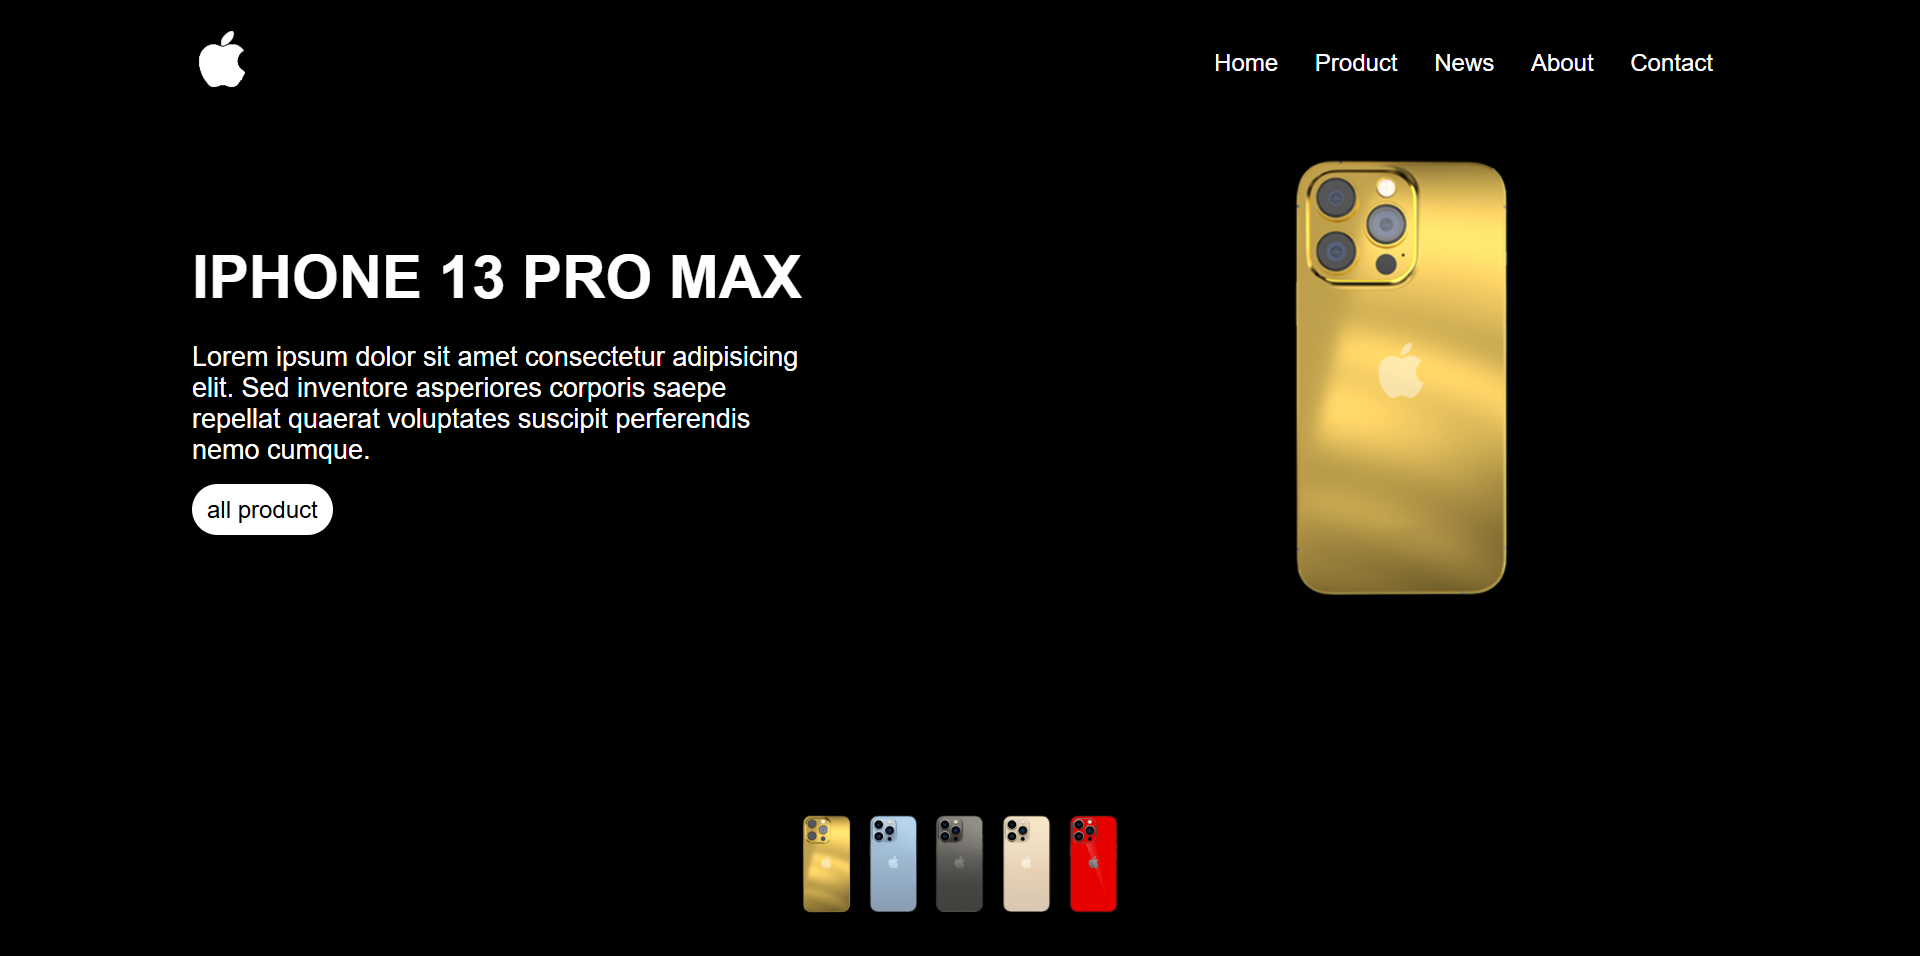 Home Product News About Contact
IPHONE 13 PRO MAX
Lorem ipsum dolor sit amet consectetur adipisicing
elit. Sed inventore asperiores corporis saepe
repellat quaerat voluptates suscipit perferendis
nemo cumque.
all product